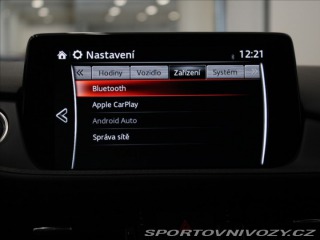 Nastavení 12:21
Hodiny Vozidlo Zařízení Systém
Bluetooth
Apple CarPlay
Android Auto
Správa sítě
SPORTOVNIVOZY.CZ